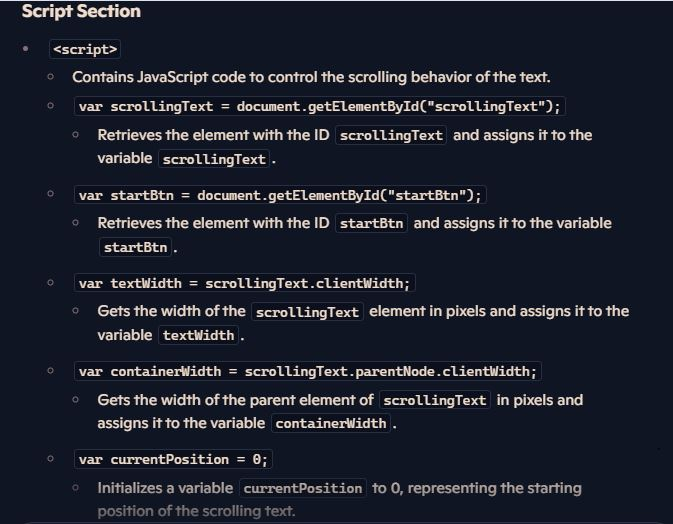 Script Section
<script>
Contains JavaScript code to control the scrolling behavior of the text.
var scrollingText = document.getElementById("scrollingText");
Retrieves the element with the ID scrollingText and assigns it to the
variable scrollingText.
var startBtn = document.getElementById("startBtn");
Retrieves the element with the ID startBtn and assigns it to the variable
startBtn.
var textWidth = scrollingText.clientWidth;
Gets the width of the scrollingText element in pixels and assigns it to the
variable textWidth.
var containerWidth = scrollingText.parentNode.clientWidth;
Gets the width of the parent element of scrollingText in pixels and
assigns it to the variable containerWidth.
var currentPosition = 0;
Initializes a variable currentPosition to 0, representing the starting
position of the scrolling text.